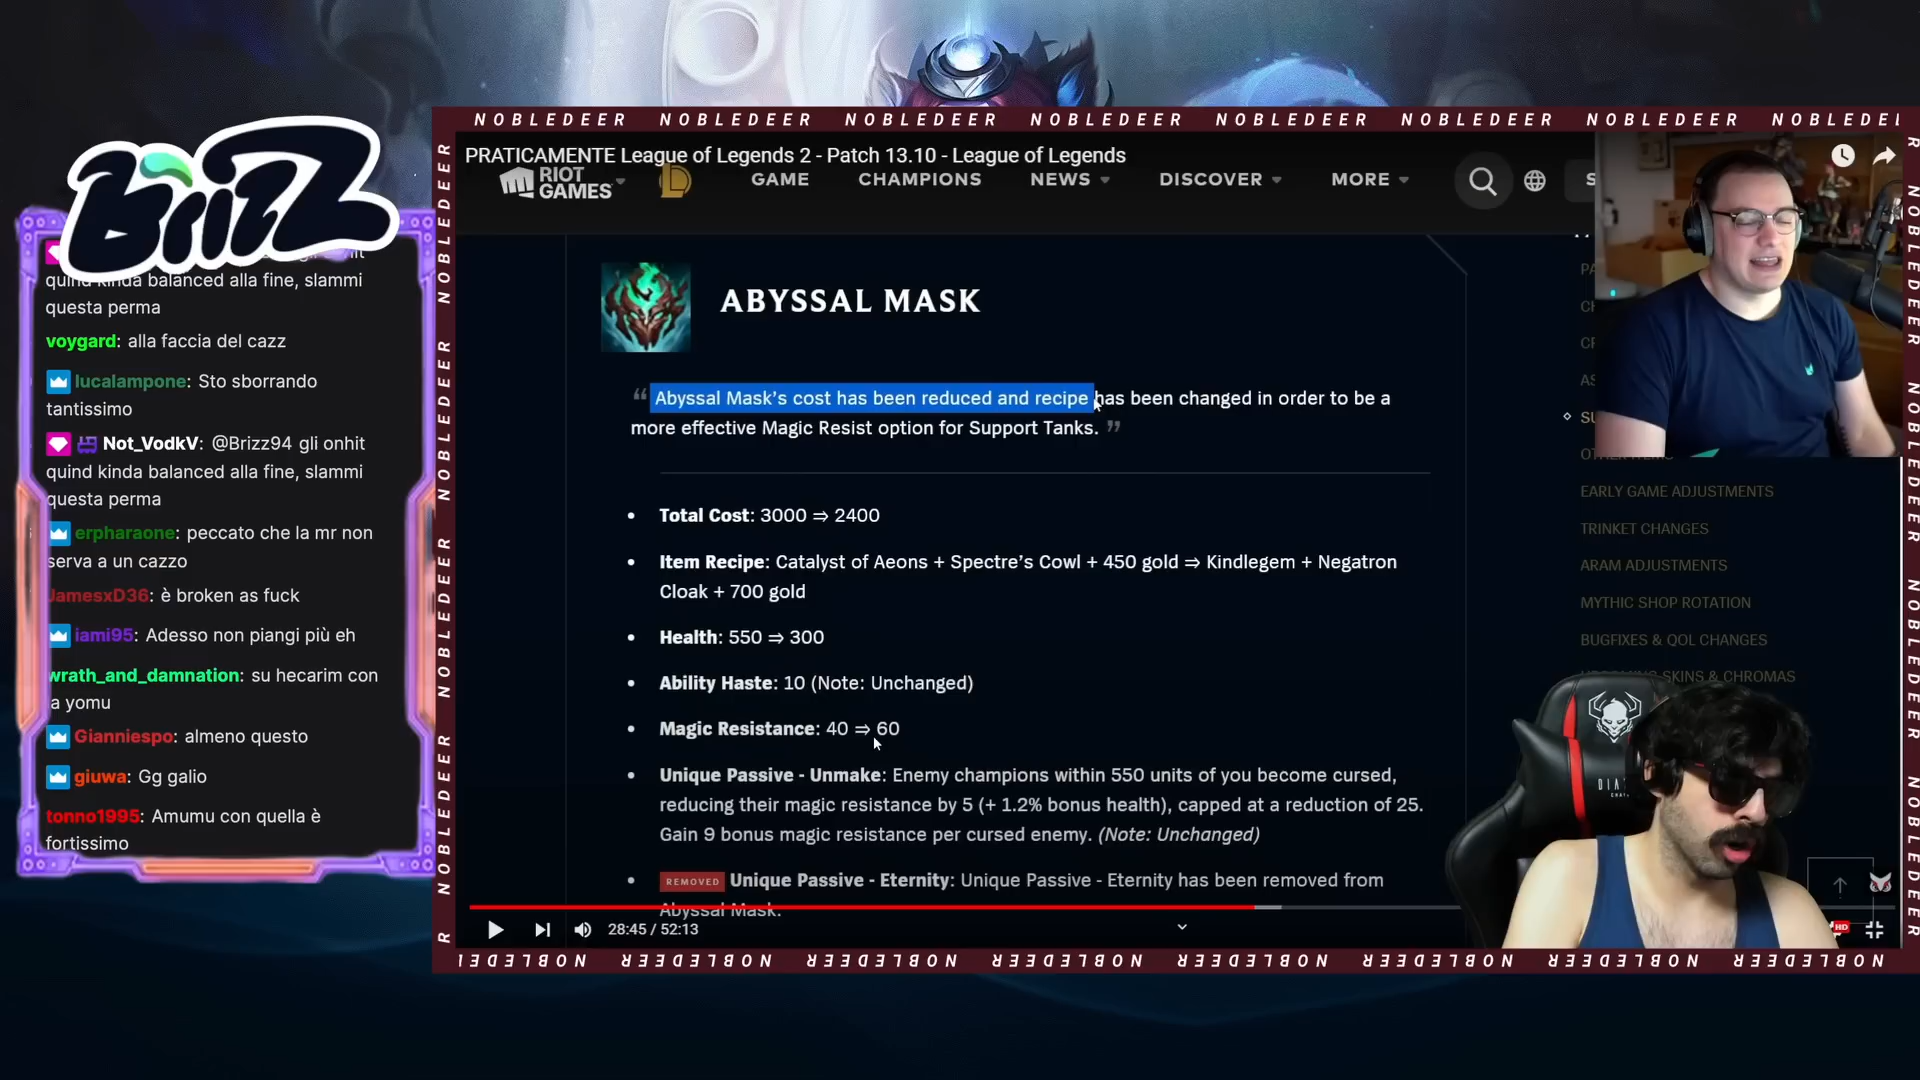 NOBLEDEER NOBLEDEER NOBLEDEER NOBLEDEER NOBLEDEER NOBLEDEER NOBLEDEER NOBLEDE
PRATICAMENTE League of Legends 2 - Patch 13.10 - League of Legends
RIOT GAMES
GAME
CHAMPIONS
NEWS
DISCOVER
MORE
Brizz
quind kinda balanced alla fine, slammi
questa perma
voygard: alla faccia del cazz
lucalampone: Sto sborrando
tantissimo
Not_VodkV: @Brizz94 gli onhit
quind kinda balanced alla fine, slammi
questa perma
erpharaone: peccato che la mr non
serva a un cazzo
JamesxD36: è broken as fuck
iami95: Adesso non piangi più eh
wrath_and_damnation: su hecarim con
a yomu
Gianniespo: almeno questo
giuwa: Gg galio
tonno1995: Amumu con quella è
fortissimo
ABYSSAL MASK
“ Abyssal Mask’s cost has been reduced and recipe has been changed in order to be a
more effective Magic Resist option for Support Tanks. ”
• Total Cost: 3000 ⇒ 2400
• Item Recipe: Catalyst of Aeons + Spectre’s Cowl + 450 gold ⇒ Kindlegem + Negatron
Cloak + 700 gold
• Health: 550 ⇒ 300
• Ability Haste: 10 (Note: Unchanged)
• Magic Resistance: 40 ⇒ 60
• Unique Passive - Unmake: Enemy champions within 550 units of you become cursed,
reducing their magic resistance by 5 (+ 1.2% bonus health), capped at a reduction of 25.
Gain 9 bonus magic resistance per cursed enemy. (Note: Unchanged)
• REMOVED Unique Passive - Eternity: Unique Passive - Eternity has been removed from
Abyssal Mask.
28:45 / 52:13
EARLY GAME ADJUSTMENTS
TRINKET CHANGES
ARAM ADJUSTMENTS
MYTHIC SHOP ROTATION
BUGFIXES & QOL CHANGES
SKINS & CHROMAS
HD
NOBLEDEER NOBLEDEER NOBLEDEER NOBLEDEER NOBLEDEER NOBLEDEER NOBLEDEER